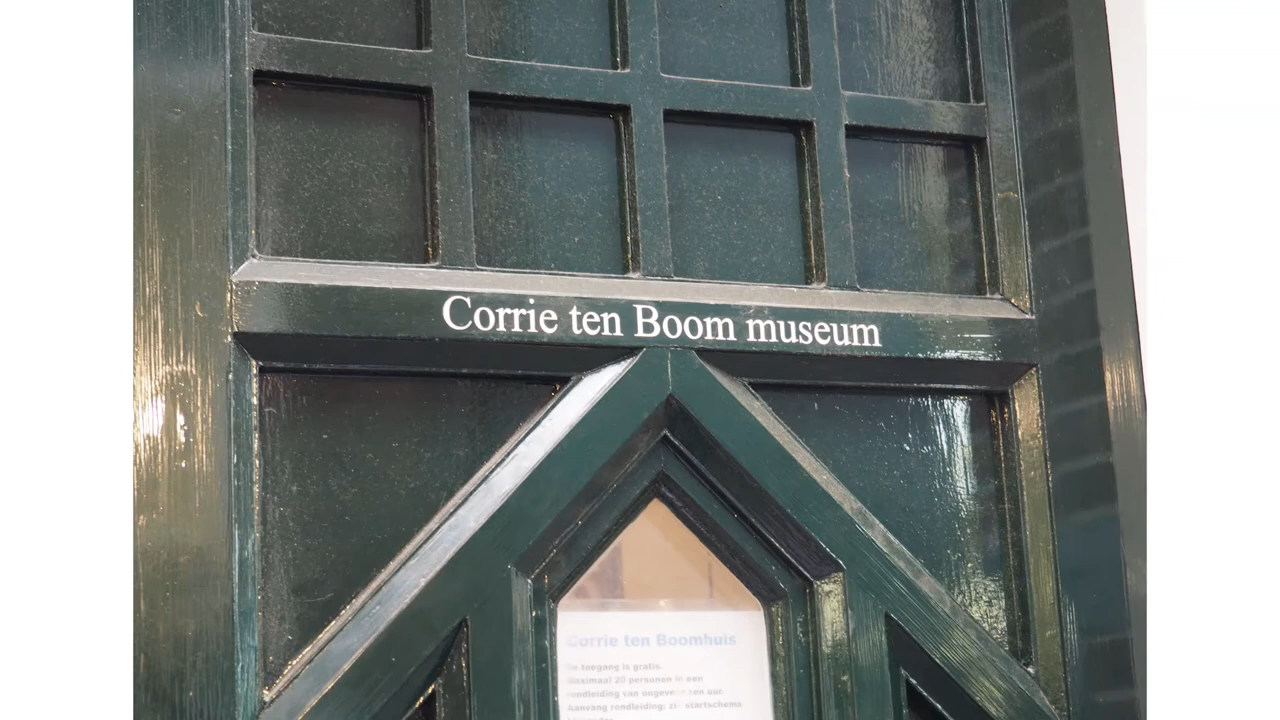 Corrie ten Boom museum
Corrie ten Boomhuis
De toegang is gratis.
Maximaal 20 personen in een
rondleiding van ongeveer een uur.
Aanvang rondleiding: zie startschema